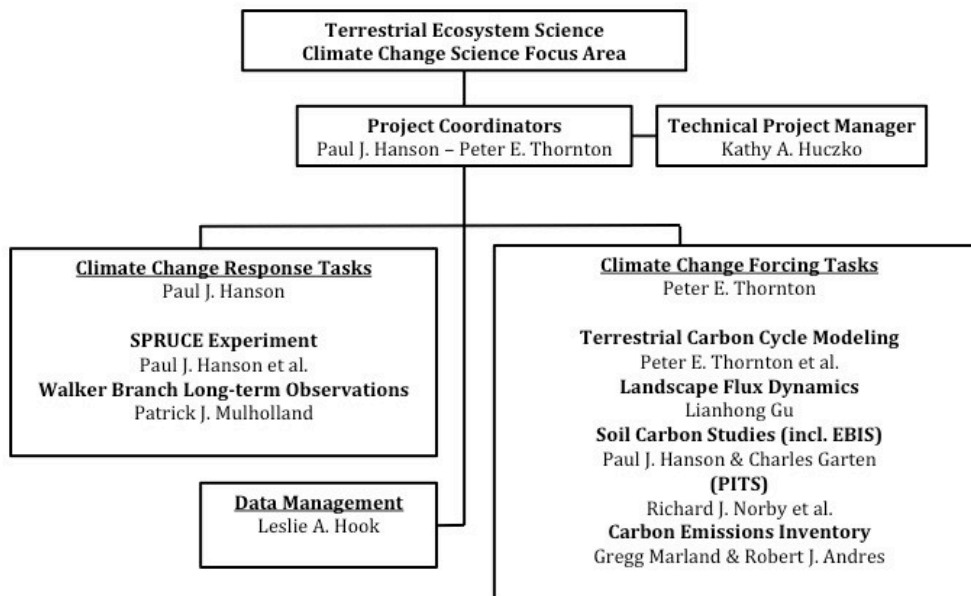 Terrestrial Ecosystem Science
Climate Change Science Focus Area
Project Coordinators
Paul J. Hanson – Peter E. Thornton
Technical Project Manager
Kathy A. Huczko
Climate Change Response Tasks
Paul J. Hanson
SPRUCE Experiment
Paul J. Hanson et al.
Walker Branch Long-term Observations
Patrick J. Mulholland
Data Management
Leslie A. Hook
Climate Change Forcing Tasks
Peter E. Thornton
Terrestrial Carbon Cycle Modeling
Peter E. Thornton et al.
Landscape Flux Dynamics
Lianhong Gu
Soil Carbon Studies (incl. EBIS)
Paul J. Hanson & Charles Garten
(PITS)
Richard J. Norby et al.
Carbon Emissions Inventory
Gregg Marland & Robert J. Andres